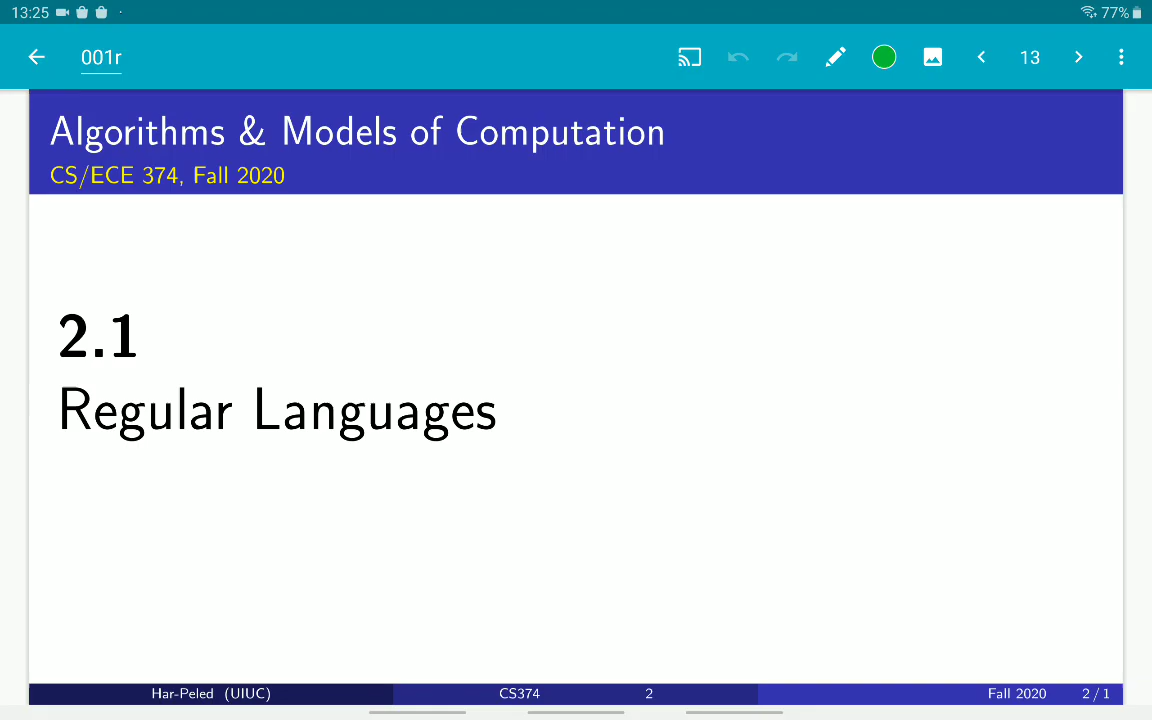 13:25
77%
001r
13
Algorithms & Models of Computation
CS/ECE 374, Fall 2020
2.1
Regular Languages
Har-Peled (UIUC) CS374 2 Fall 2020 2 / 1